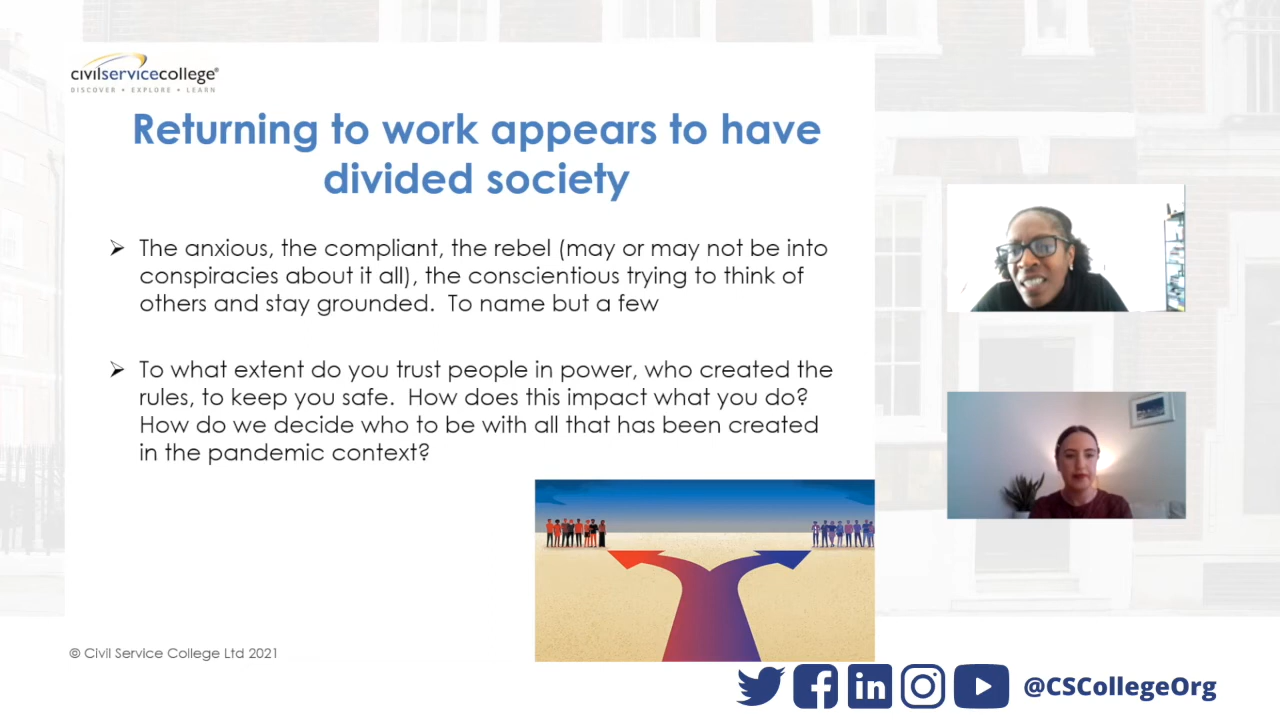 civilservicecollege®
DISCOVER • EXPLORE • LEARN
Returning to work appears to have
divided society
➢ The anxious, the compliant, the rebel (may or may not be into
conspiracies about it all), the conscientious trying to think of
others and stay grounded.  To name but a few
➢ To what extent do you trust people in power, who created the
rules, to keep you safe.  How does this impact what you do?
How do we decide who to be with all that has been created
in the pandemic context?
© Civil Service College Ltd 2021
@CSCollegeOrg